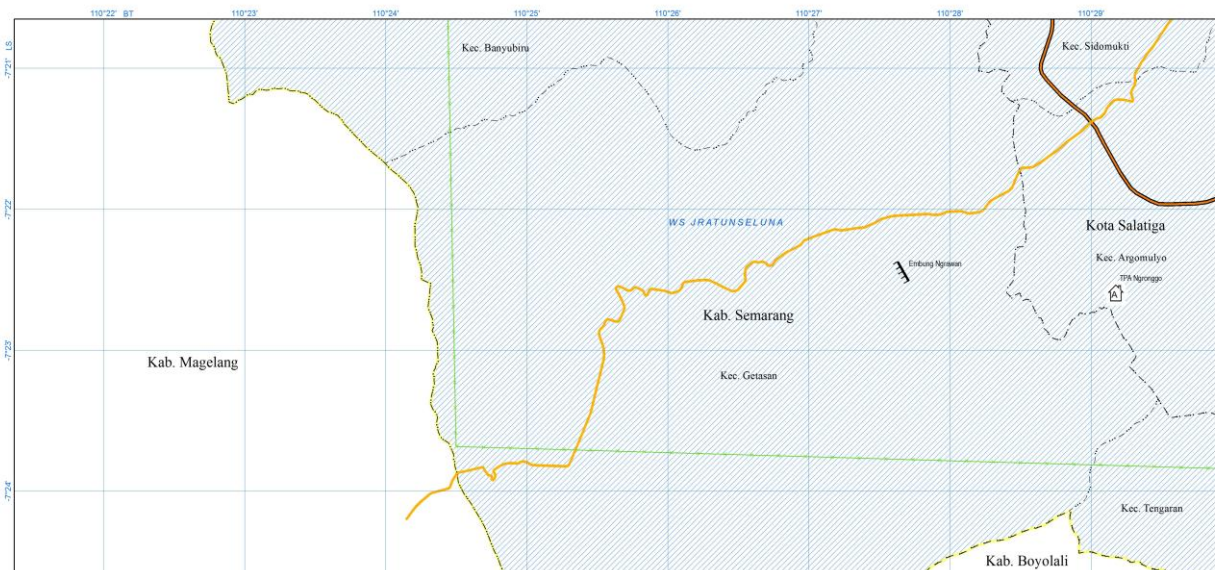 110°22' BT
110°23'
110°24'
110°25'
110°26'
110°27'
110°28'
110°29'
LS
-7°21'
Kec. Banyubiru
Kec. Sidomukti
-7°22'
WS JRATUNSELUNA
Kota Salatiga
Kec. Argomulyo
Embung Ngrawan
TPA Ngronggo
A
Kab. Semarang
-7°23'
Kab. Magelang
Kec. Getasan
-7°24'
Kec. Tengaran
Kab. Boyolali